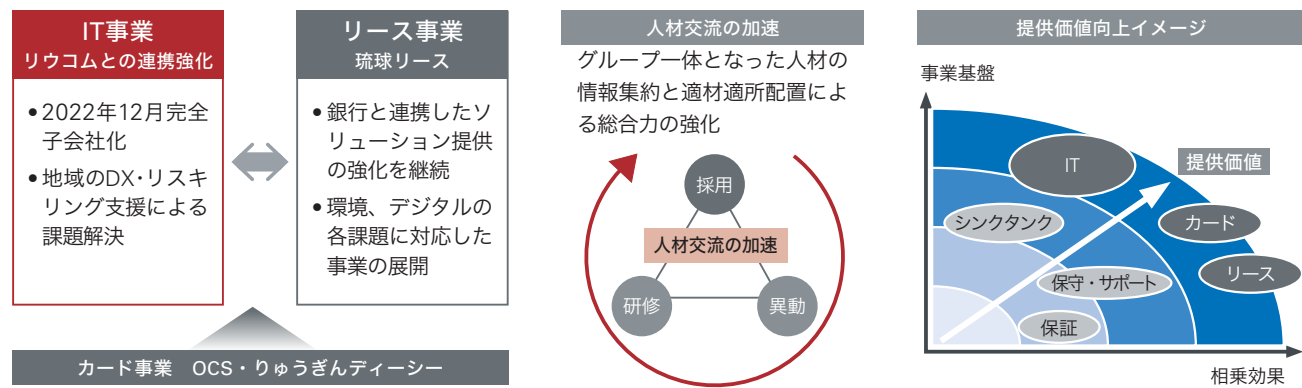 IT事業
リウコムとの連携強化
•2022年12月完全
子会社化
•地域のDX・リスキ
リング支援による
課題解決
リース事業
琉球リース
•銀行と連携したソ
リューション提供
の強化を継続
•環境、デジタルの
各課題に対応した
事業の展開
カード事業　OCS・りゅうぎんディーシー
人材交流の加速
グループ一体となった人材の
情報集約と適材適所配置によ
る総合力の強化
採用
人材交流の加速
研修
異動
提供価値向上イメージ
事業基盤
IT
提供価値
シンクタンク
カード
リース
保守・サポート
保証
相乗効果